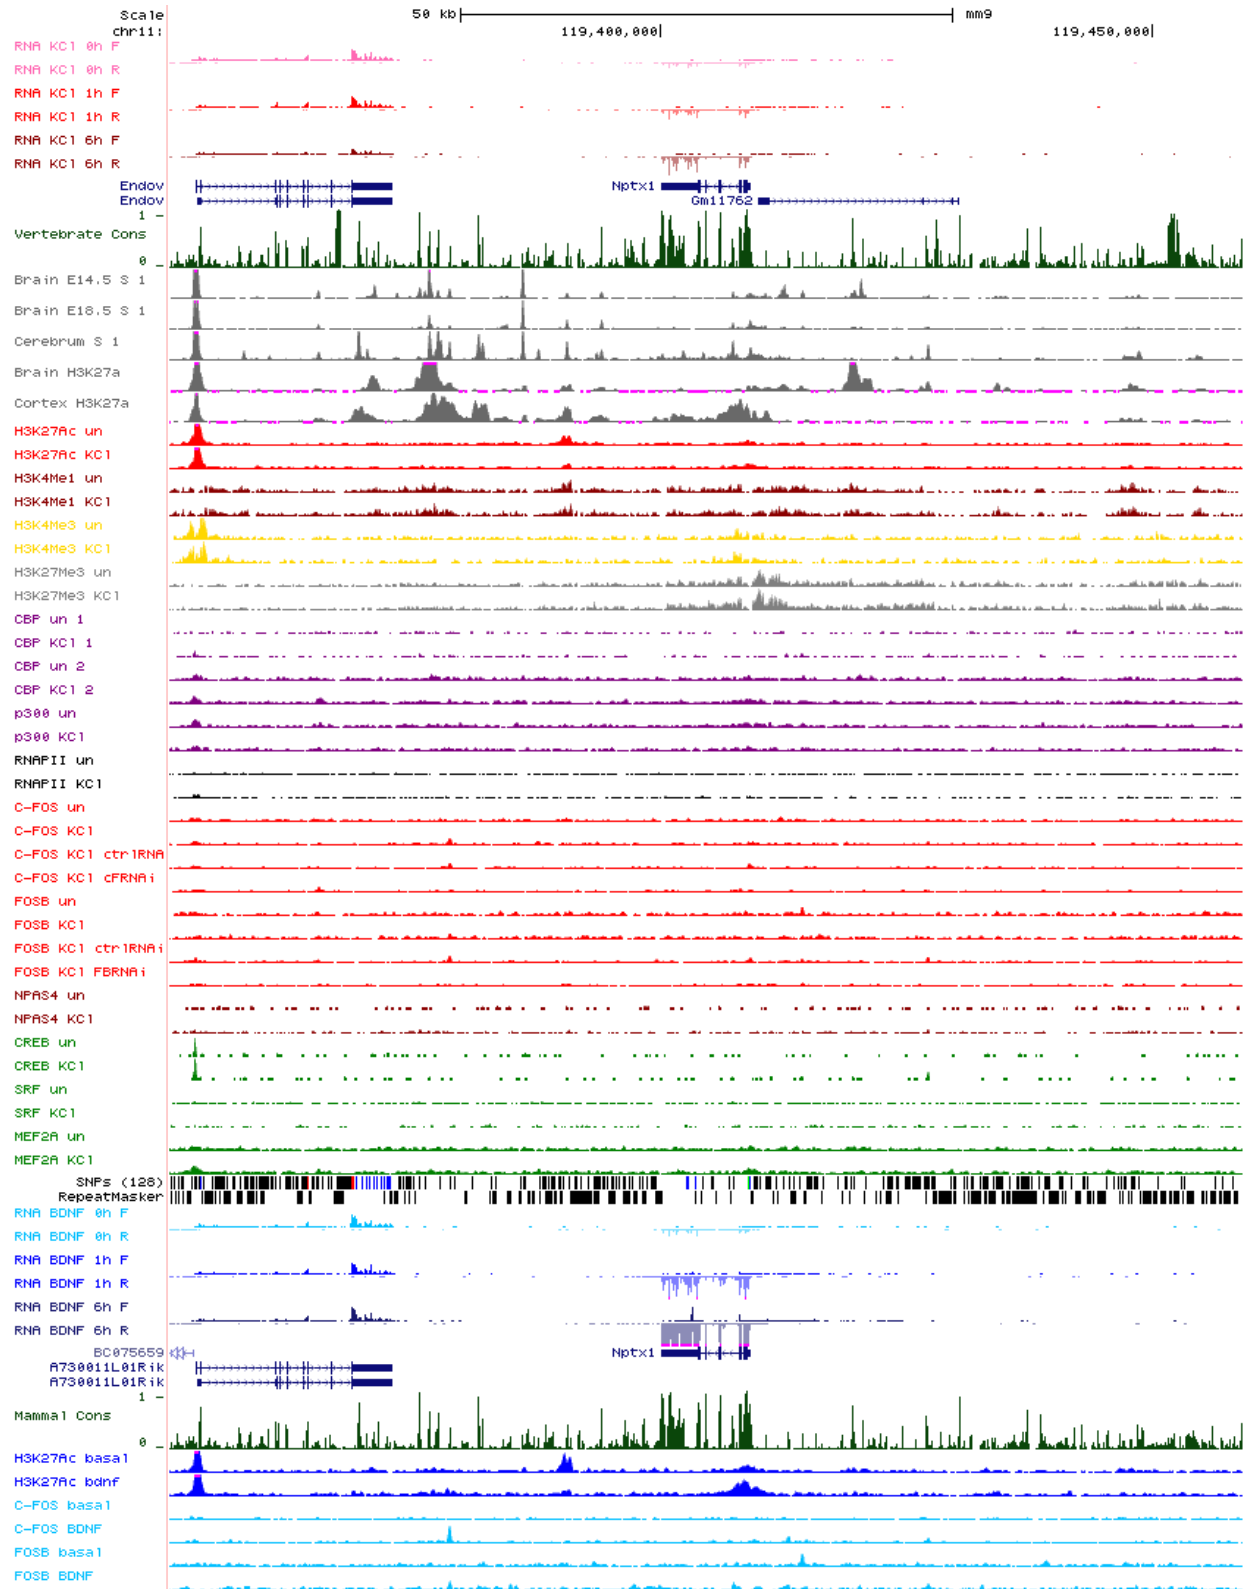 Scale 50 kb mm9
chr11: 119,400,000 119,450,000
RNA KCl 0h F
RNA KCl 0h R
RNA KCl 1h F
RNA KCl 1h R
RNA KCl 6h F
RNA KCl 6h R
Endov Nptx1
Endov Gm11762
1 -
Vertebrate Cons
0 -
Brain E14.5 S 1
Brain E18.5 S 1
Cerebrum S 1
Brain H3K27a
Cortex H3K27a
H3K27Ac un
H3K27Ac KCl
H3K4Me1 un
H3K4Me1 KCl
H3K4Me3 un
H3K4Me3 KCl
H3K27Me3 un
H3K27Me3 KCl
CBP un 1
CBP KCl 1
CBP un 2
CBP KCl 2
p300 un
p300 KCl
RNAPII un
RNAPII KCl
C-FOS un
C-FOS KCl
C-FOS KCl ctrlRNA
C-FOS KCl cFRNAi
FOSB un
FOSB KCl
FOSB KCl ctrlRNAi
FOSB KCl FBRNAi
NPAS4 un
NPAS4 KCl
CREB un
CREB KCl
SRF un
SRF KCl
MEF2A un
MEF2A KCl
SNPs (128)
RepeatMasker
RNA BDNF 0h F
RNA BDNF 0h R
RNA BDNF 1h F
RNA BDNF 1h R
RNA BDNF 6h F
RNA BDNF 6h R
BC075659 Nptx1
A730011L01Rik
A730011L01Rik
1 -
Mammal Cons
0 -
H3K27Ac basal
H3K27Ac bdnf
C-FOS basal
C-FOS BDNF
FOSB basal
FOSB BDNF